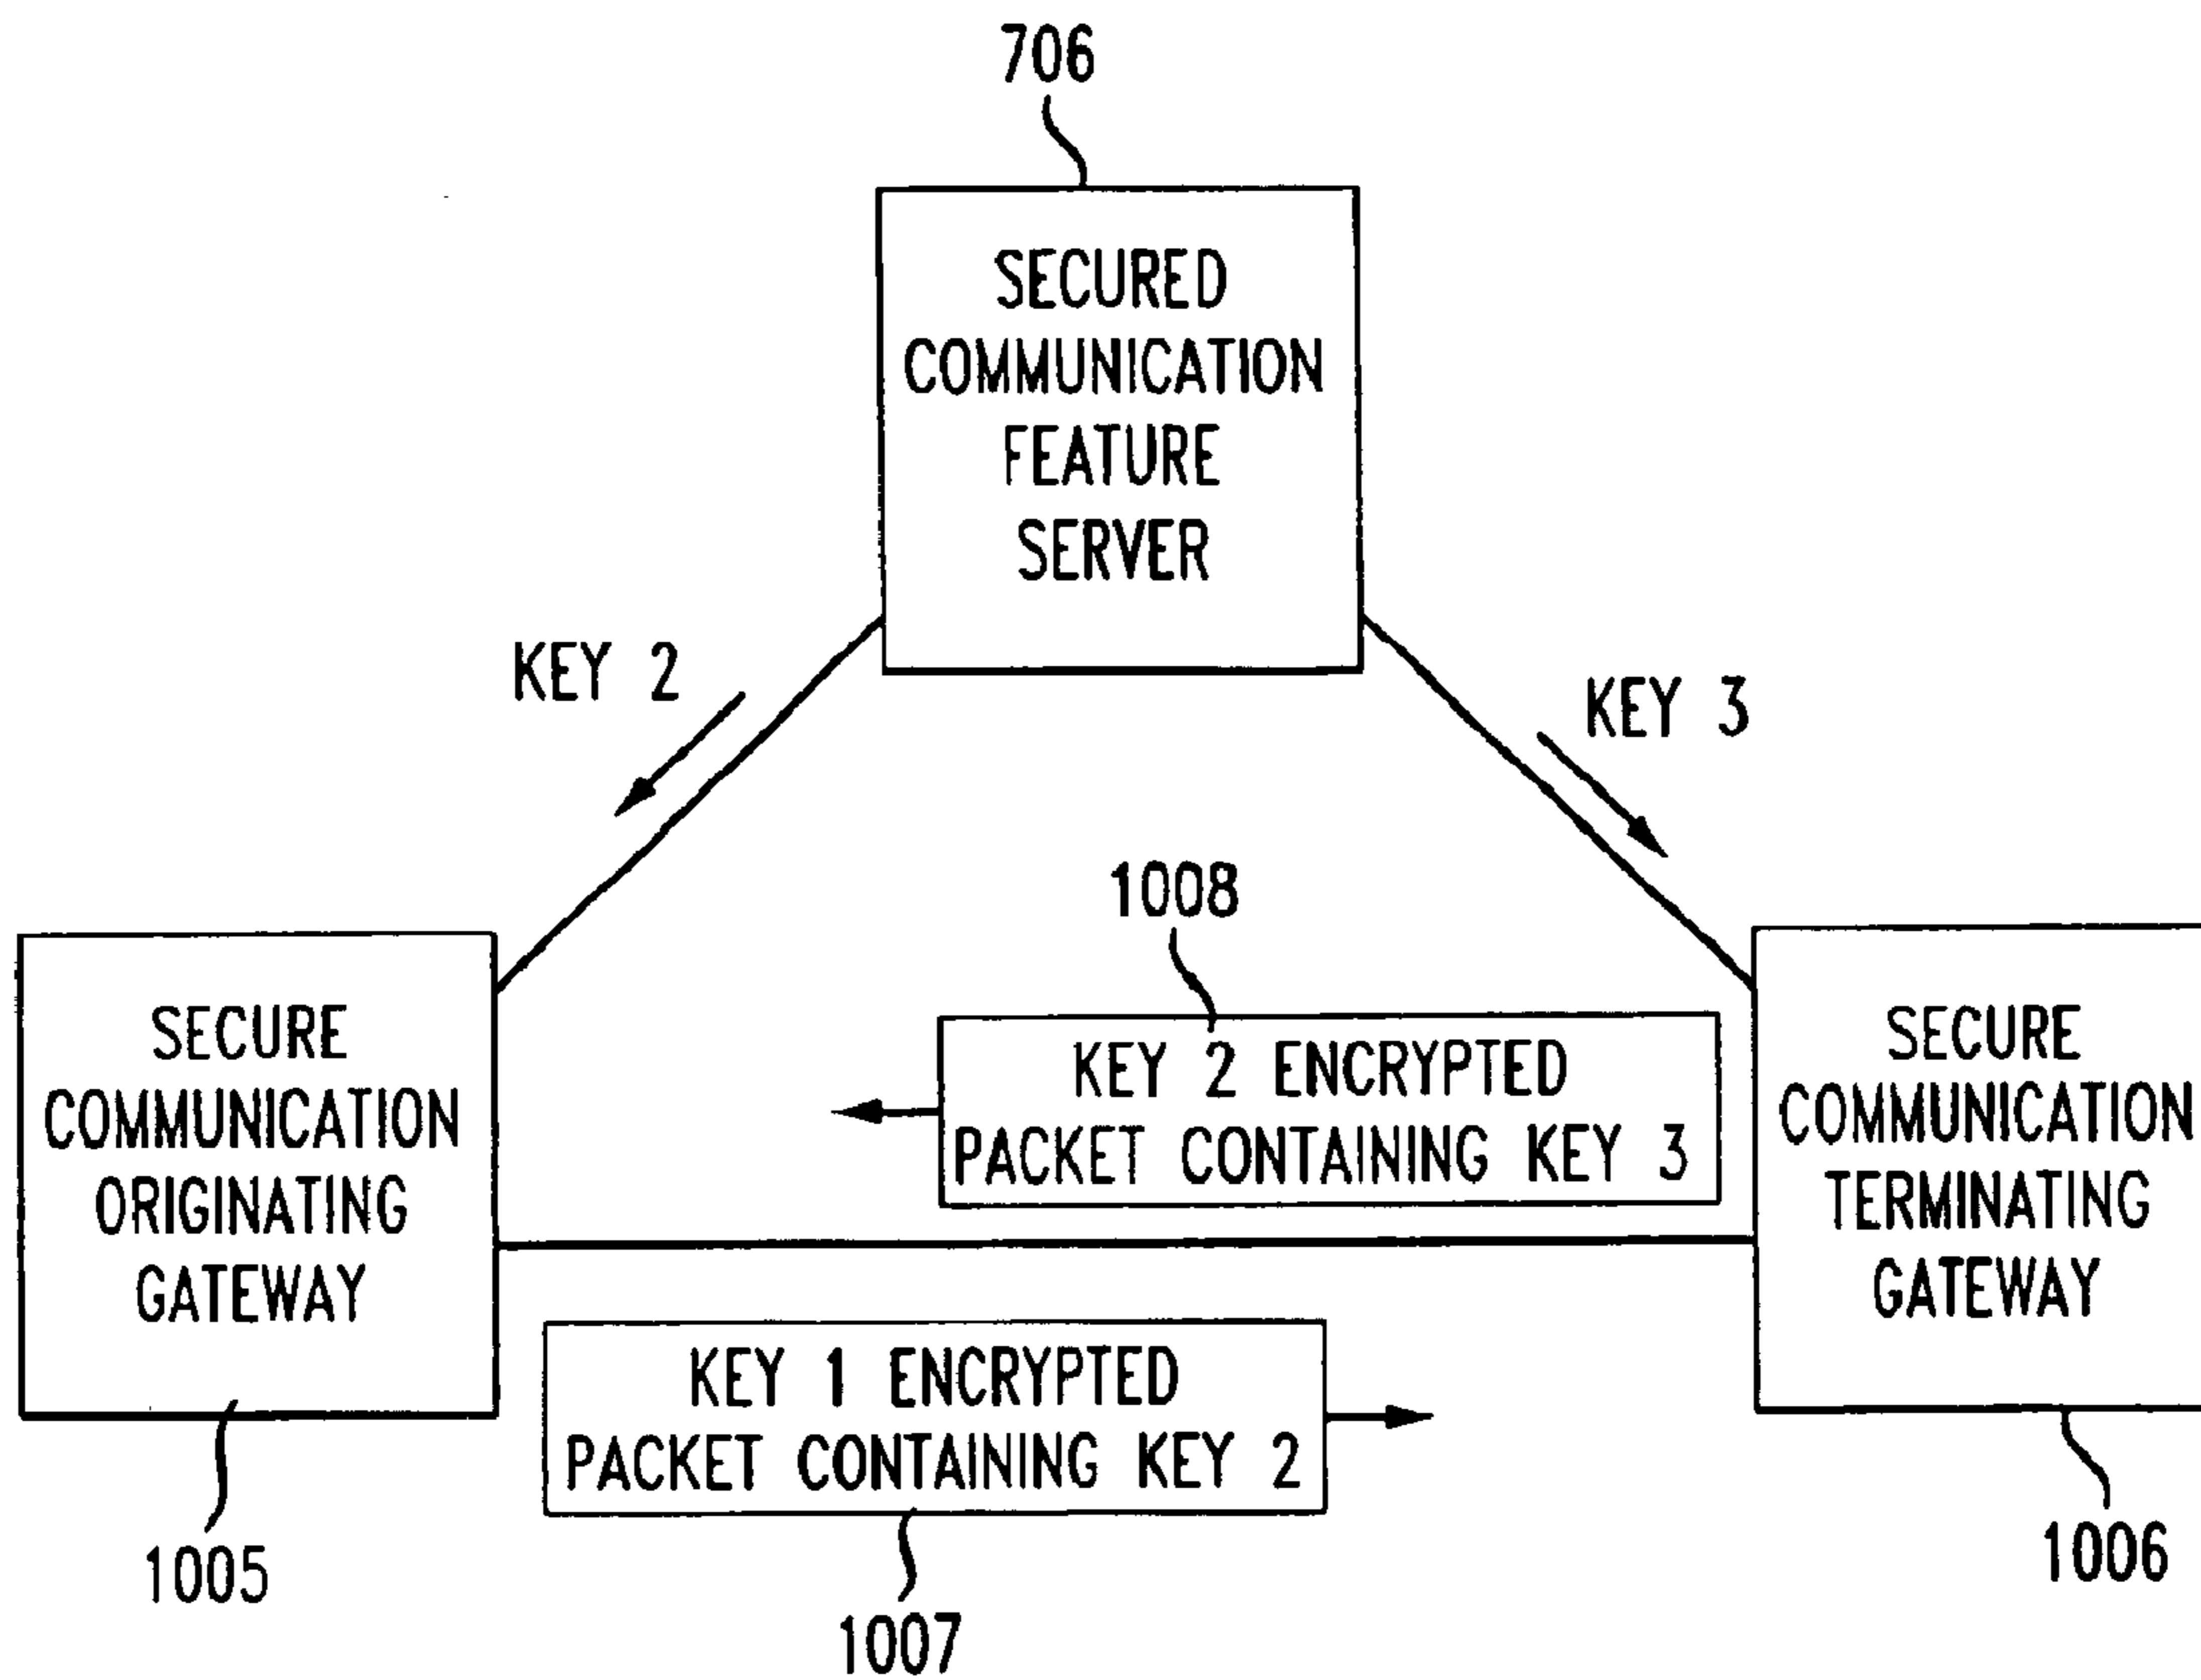 706
SECURED
COMMUNICATION
FEATURE
SERVER
KEY 2
KEY 3
1008
SECURE
COMMUNICATION
ORIGINATING
GATEWAY
KEY 2 ENCRYPTED
PACKET CONTAINING KEY 3
SECURE
COMMUNICATION
TERMINATING
GATEWAY
KEY 1 ENCRYPTED
PACKET CONTAINING KEY 2
1005
1007
1006